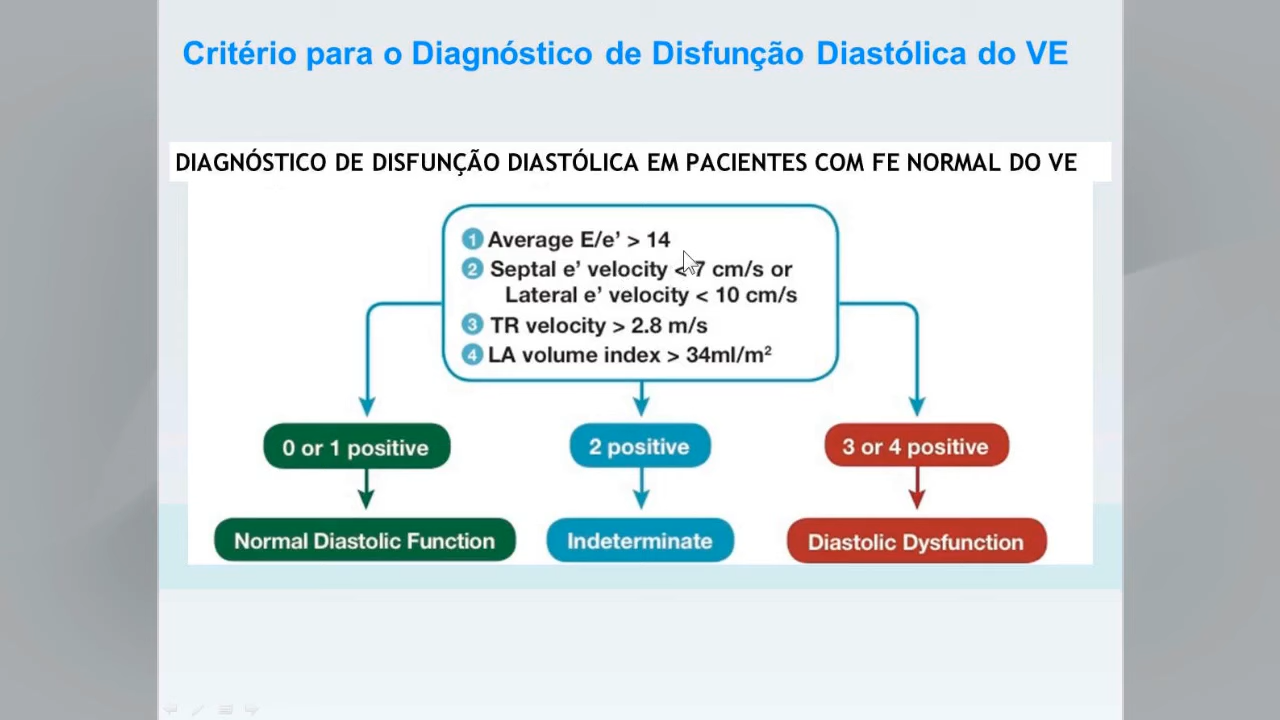 Critério para o Diagnóstico de Disfunção Diastólica do VE
DIAGNÓSTICO DE DISFUNÇÃO DIASTÓLICA EM PACIENTES COM FE NORMAL DO VE
1 Average E/e’ > 14
2 Septal e’ velocity < 7 cm/s or
Lateral e’ velocity < 10 cm/s
3 TR velocity > 2.8 m/s
4 LA volume index > 34ml/m²
0 or 1 positive
2 positive
3 or 4 positive
Normal Diastolic Function
Indeterminate
Diastolic Dysfunction